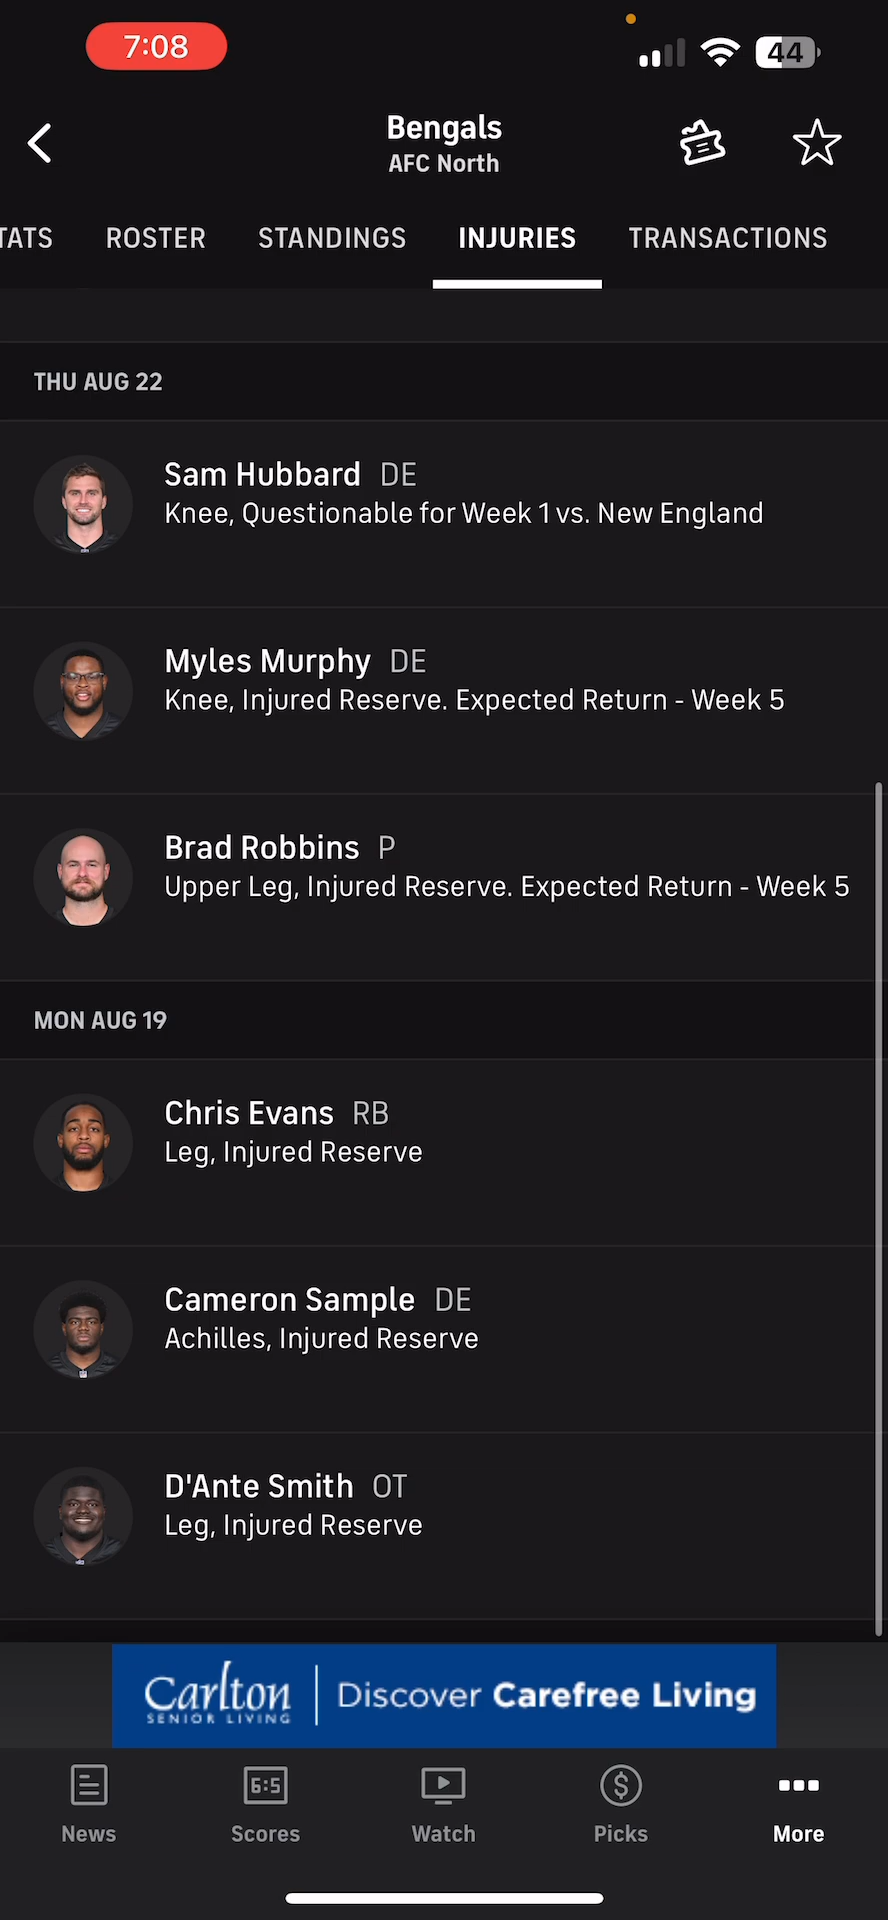 7:08
44
Bengals
AFC North
TATS ROSTER STANDINGS INJURIES TRANSACTIONS
THU AUG 22
Sam Hubbard DE
Knee, Questionable for Week 1 vs. New England
Myles Murphy DE
Knee, Injured Reserve. Expected Return - Week 5
Brad Robbins P
Upper Leg, Injured Reserve. Expected Return - Week 5
MON AUG 19
Chris Evans RB
Leg, Injured Reserve
Cameron Sample DE
Achilles, Injured Reserve
D'Ante Smith OT
Leg, Injured Reserve
Carlton | Discover Carefree Living
SENIOR LIVING
6:5
News Scores Watch Picks More